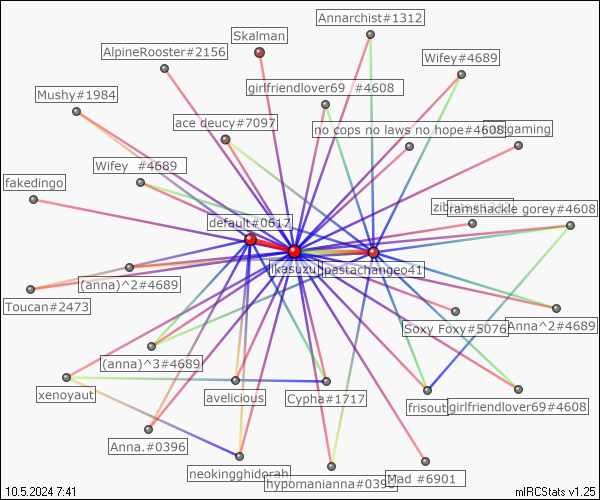 Annarchist#1312
Skalman
AlpineRooster#2156
Wifey#4689
girlfriendlover69 #4608
Mushy#1984
ace deucy#7097
no cops no laws no hope#4608
gaming
Wifey #4689
fakedingo
ramshackle gorey#4608
default#0617
likasuzu
pastachangeo41
(anna)^2#4689
Toucan#2473
Soxy Foxy#5076
Anna^2#4689
(anna)^3#4689
xenoyaut
avelicious
Cypha#1717
frisout
girlfriendlover69#4608
Anna.#0396
neokingghidorah
hypomanianna#0396
Mad #6901
10.5.2024 7:41
mIRCStats v1.25